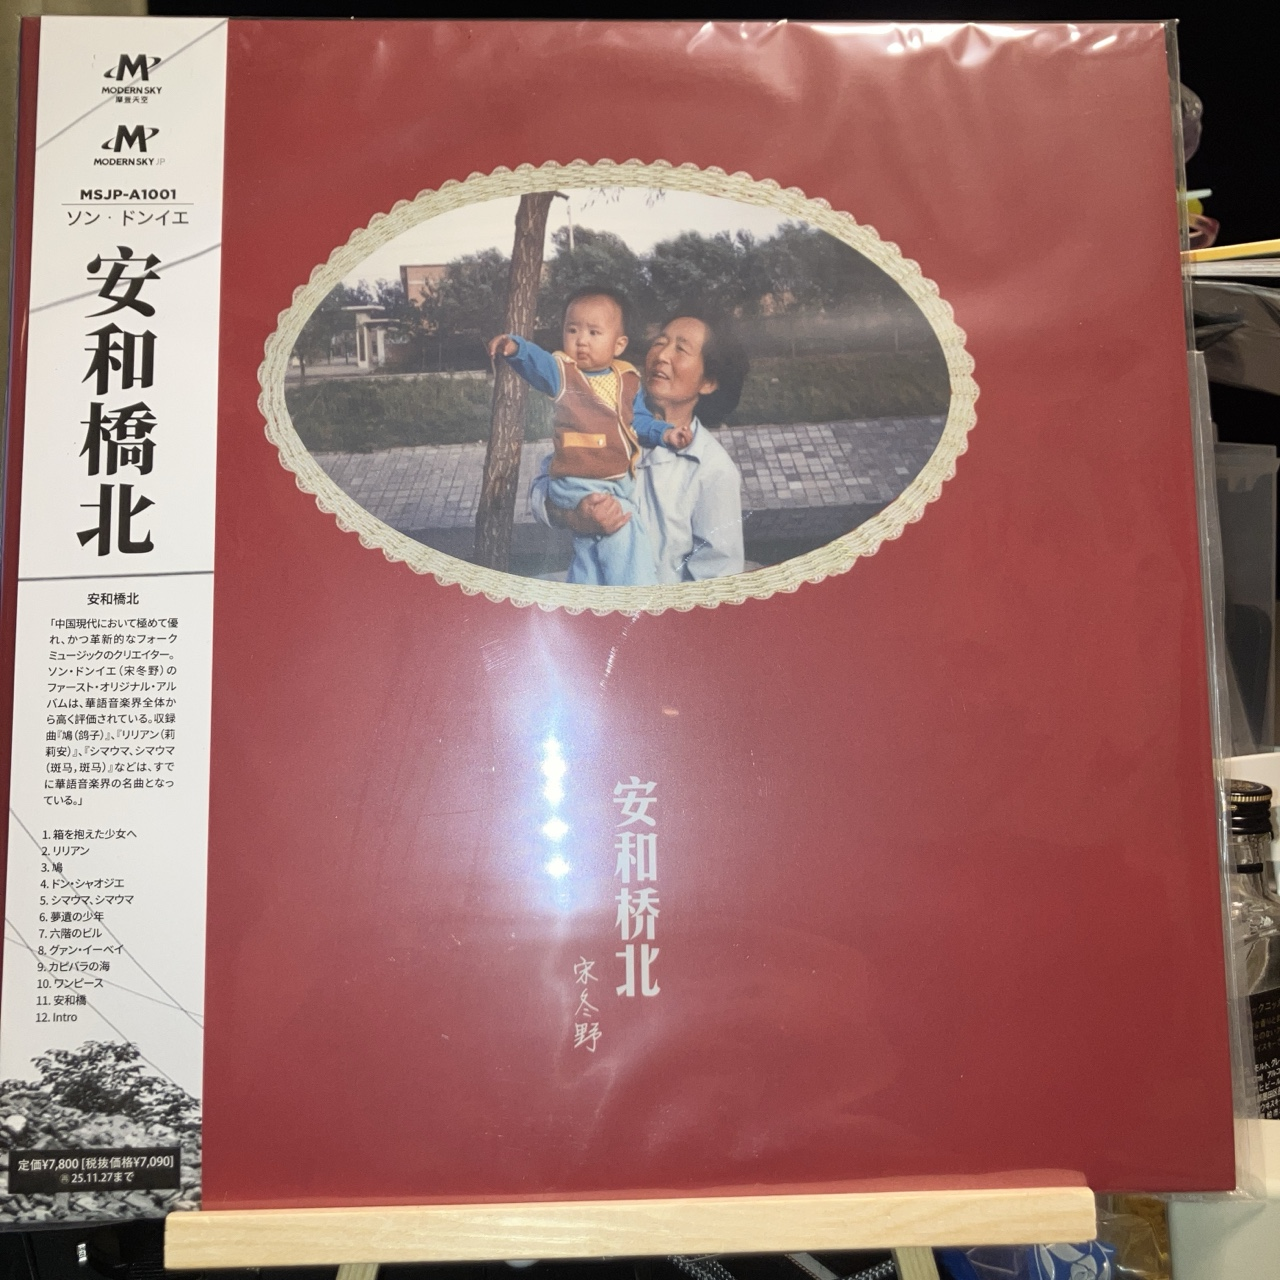 MODERN SKY
摩登天空
MODERN SKY JP
MSJP-A1001
ソン・ドンイエ
安和橋北
安和橋北
「中国現代において極めて優
れ、かつ革新的なフォーク
ミュージックのクリエイター。
ソン・ドンイエ(宋冬野)の
ファースト・オリジナル・アル
バムは、華語音楽界全体か
ら高く評価されている。収録
曲『鳩(鸽子)』、『リリアン(莉
莉安)』、『シマウマ、シマウマ
(斑马,斑马)』などは、すで
に華語音楽界の名曲となっ
ている。」
1. 箱を抱えた少女へ
2. リリアン
3. 鳩
4. ドン・シャオジエ
5. シマウマ、シマウマ
6. 夢遺の少年
7. 六階のビル
8. グァン・イーベイ
9. カピバラの海
10. ワンピース
11. 安和橋
12. Intro
定価¥7,800 [税抜価格¥7,090]
㋐25.11.27まで
安和桥北
宋冬野